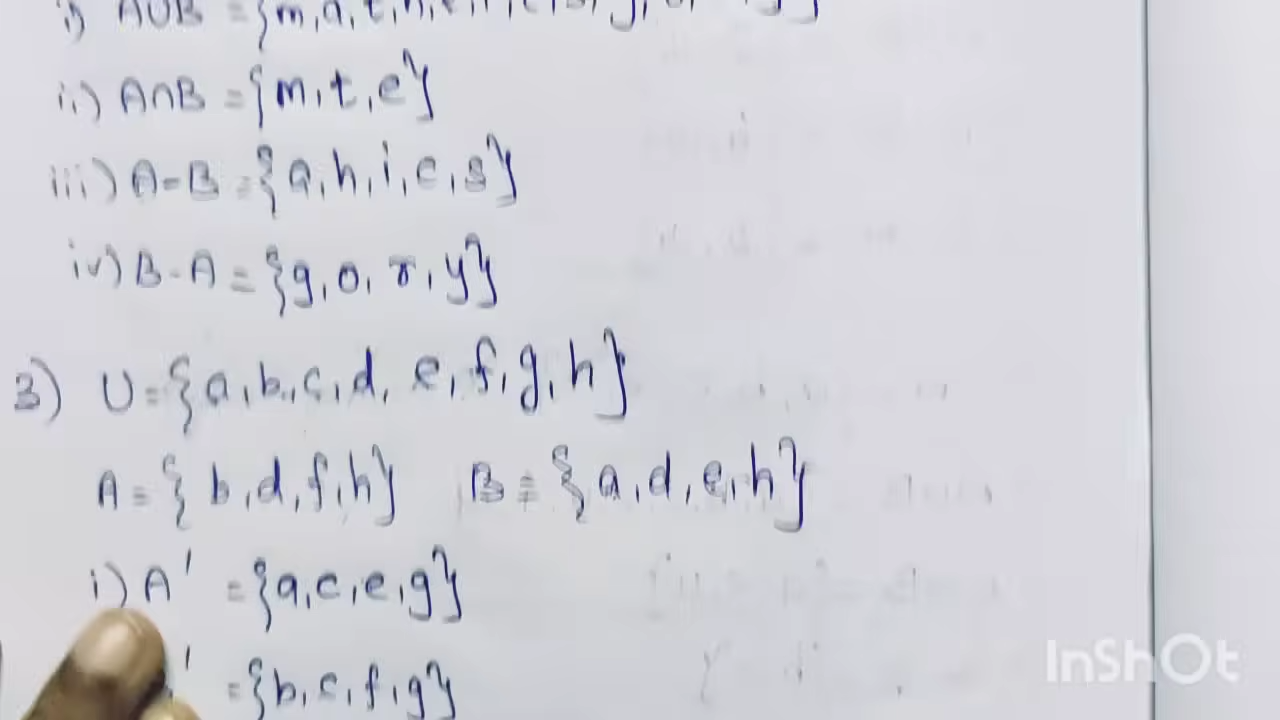 i) A∪B = {m, a, t, h,
ii) A∩B = {m, t, e}
iii) A-B = {a, h, i, c, s}
iv) B-A = {g, o, r, y}
3) U = {a, b, c, d, e, f, g, h}
A = { b, d, f, h} B = {a, d, e, h}
i) A' = {a, c, e, g}
' = {b, c, f, g}
InShOt